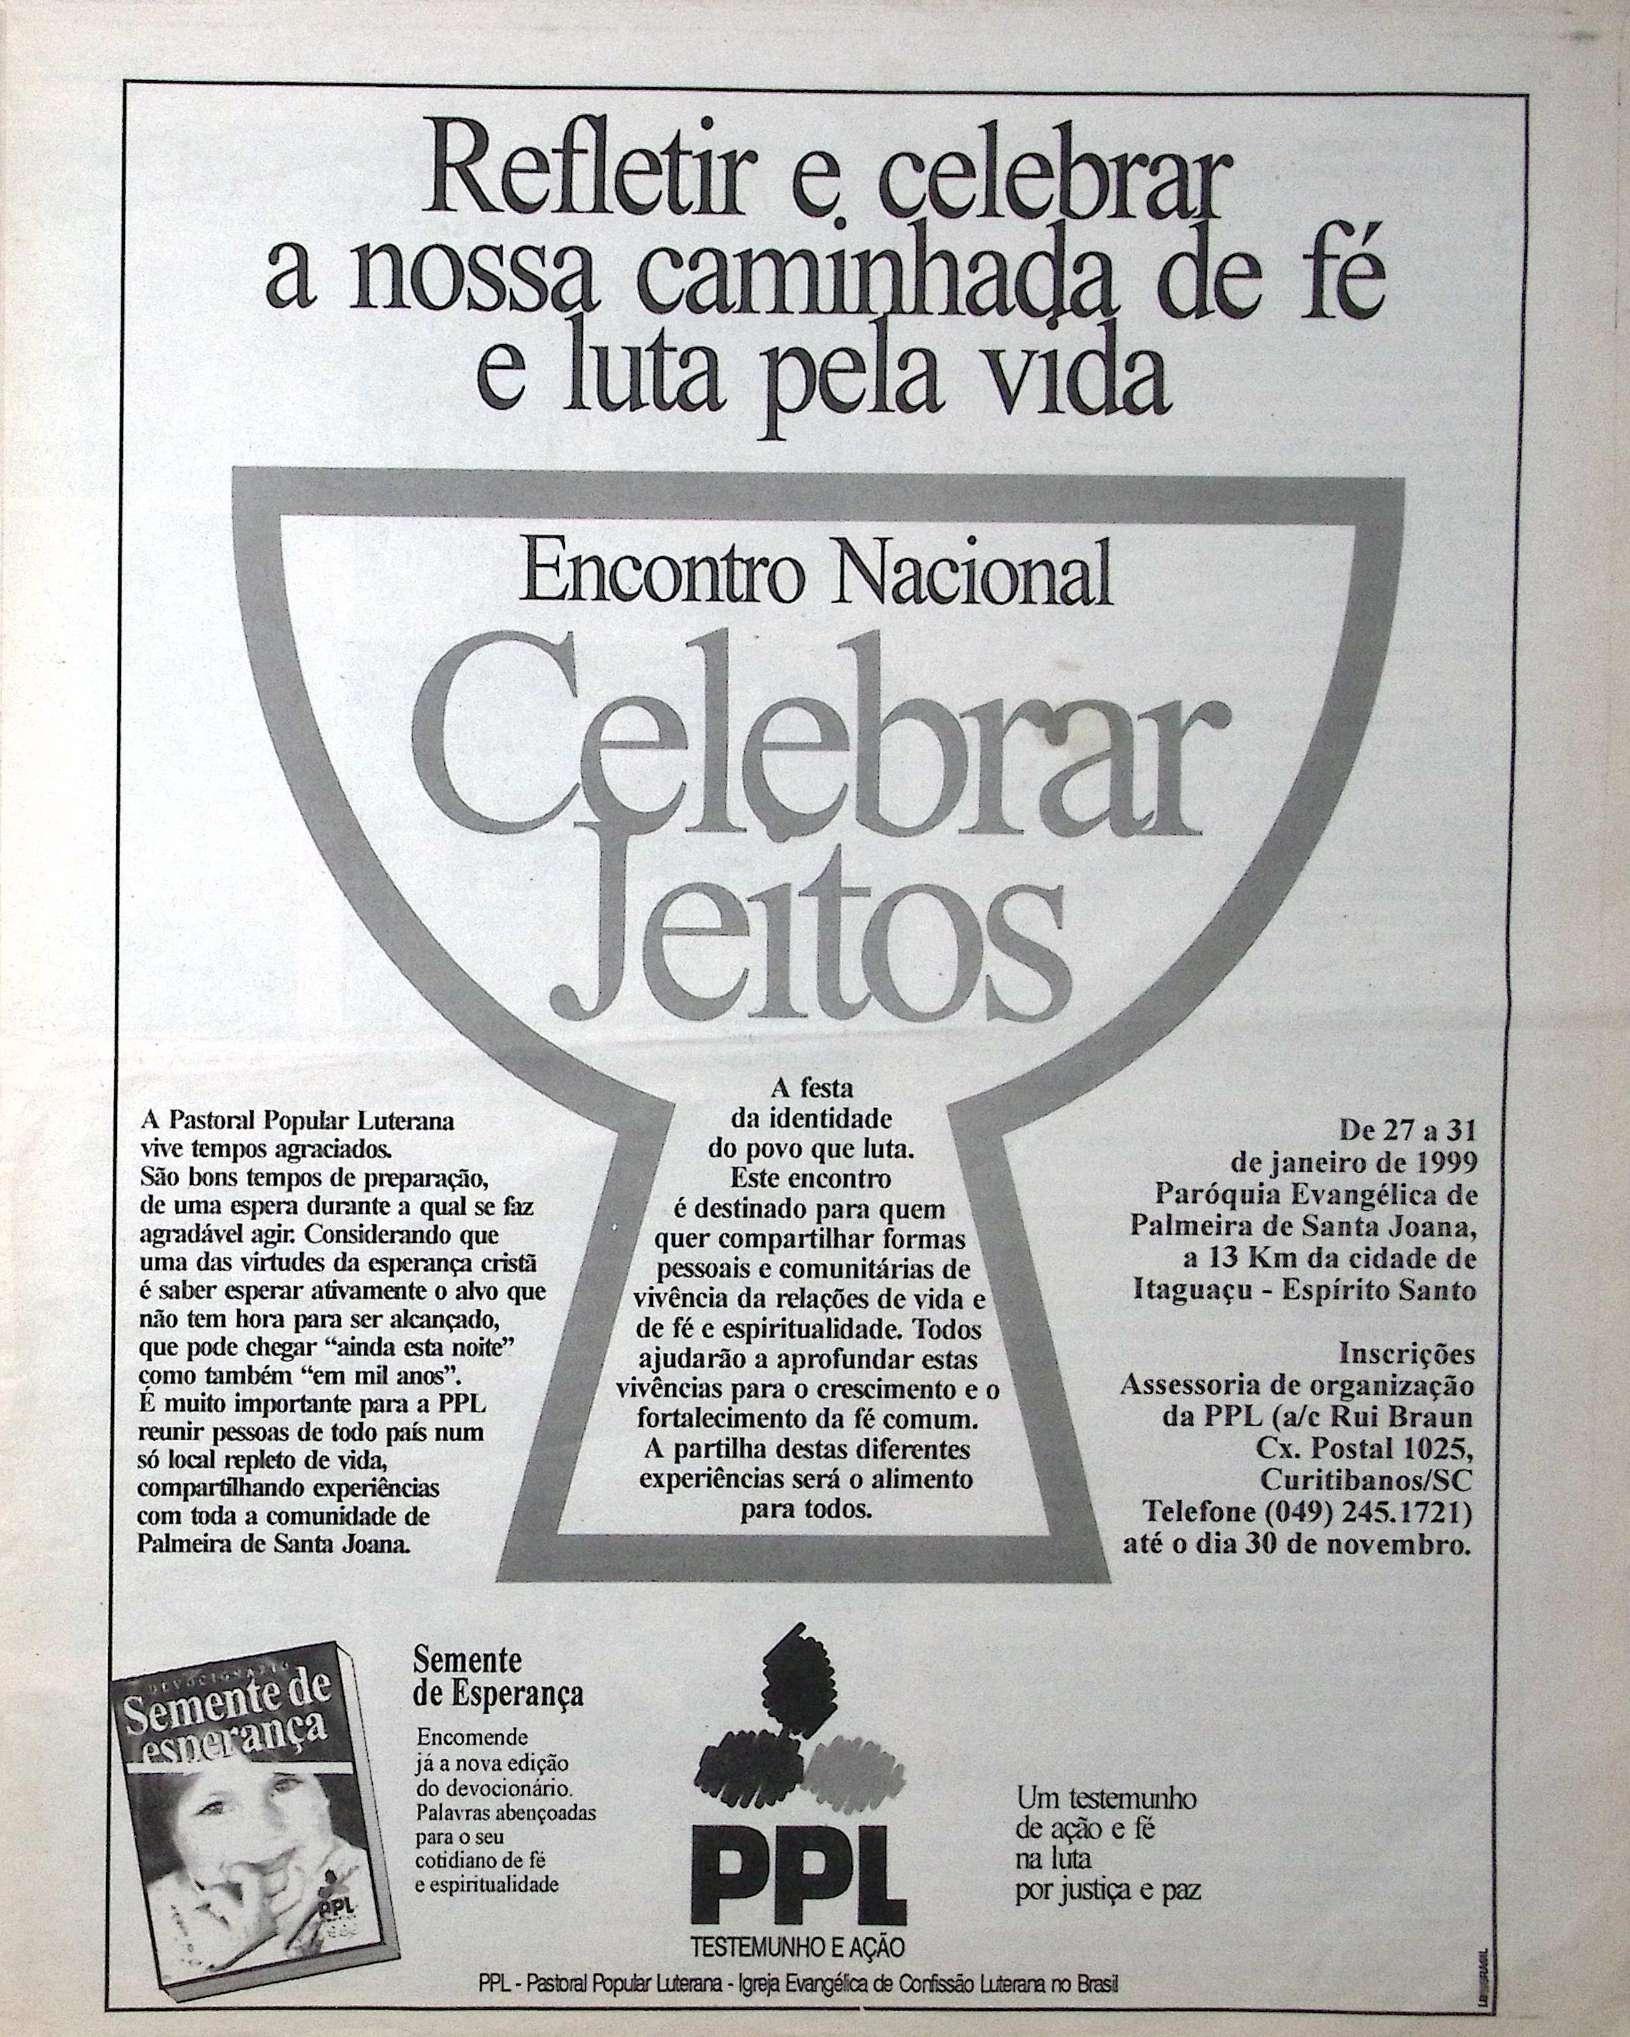 Refletir e celebrar
a nossa caminhada de fé
e luta pela vida
Encontro Nacional
Celebrar
Jeitos
A Pastoral Popular Luterana
vive tempos agraciados.
São bons tempos de preparação,
de uma espera durante a qual se faz
agradável agir. Considerando que
uma das virtudes da esperança cristã
é saber esperar ativamente o alvo que
não tem hora para ser alcançado,
que pode chegar “ainda esta noite”
como também “em mil anos”.
É muito importante para a PPL
reunir pessoas de todo país num
só local repleto de vida,
compartilhando experiências
com toda a comunidade de
Palmeira de Santa Joana.
A festa
da identidade
do povo que luta.
Este encontro
é destinado para quem
quer compartilhar formas
pessoais e comunitárias de
vivência da relações de vida e
de fé e espiritualidade. Todos
ajudarão a aprofundar estas
vivências para o crescimento e o
fortalecimento da fé comum.
A partilha destas diferentes
experiências será o alimento
para todos.
De 27 a 31
de janeiro de 1999
Paróquia Evangélica de
Palmeira de Santa Joana,
a 13 Km da cidade de
Itaguaçu - Espírito Santo
Inscrições
Assessoria de organização
da PPL (a/c Rui Braun
Cx. Postal 1025,
Curitibanos/SC
Telefone (049) 245.1721)
até o dia 30 de novembro.
DEVOCIONÁRIO
Semente de
esperança
PPL
Semente
de Esperança
Encomende
já a nova edição
do devocionário.
Palavras abençoadas
para o seu
cotidiano de fé
e espiritualidade
PPL
TESTEMUNHO E AÇÃO
Um testemunho
de ação e fé
na luta
por justiça e paz
PPL - Pastoral Popular Luterana - Igreja Evangélica de Confissão Luterana no Brasil